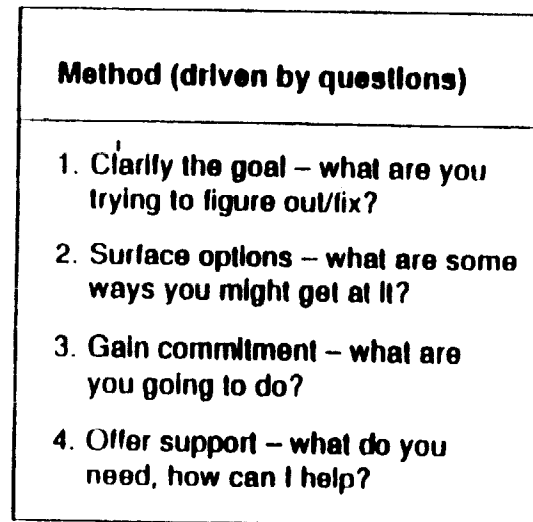 Method (driven by questions)
1. Clarify the goal – what are you
trying to figure out/fix?
2. Surface options – what are some
ways you might get at it?
3. Gain commitment – what are
you going to do?
4. Offer support – what do you
need, how can I help?